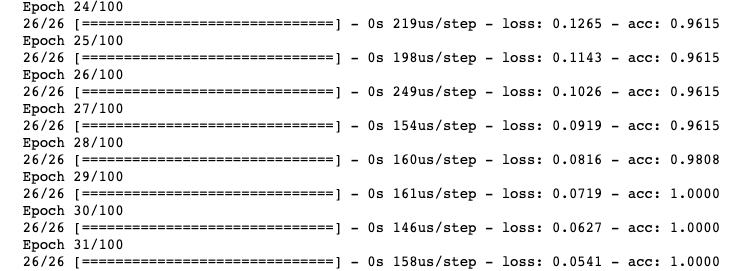 Epoch 24/100
26/26 [==============================] - 0s 219us/step - loss: 0.1265 - acc: 0.9615
Epoch 25/100
26/26 [==============================] - 0s 198us/step - loss: 0.1143 - acc: 0.9615
Epoch 26/100
26/26 [==============================] - 0s 249us/step - loss: 0.1026 - acc: 0.9615
Epoch 27/100
26/26 [==============================] - 0s 154us/step - loss: 0.0919 - acc: 0.9615
Epoch 28/100
26/26 [==============================] - 0s 160us/step - loss: 0.0816 - acc: 0.9808
Epoch 29/100
26/26 [==============================] - 0s 161us/step - loss: 0.0719 - acc: 1.0000
Epoch 30/100
26/26 [==============================] - 0s 146us/step - loss: 0.0627 - acc: 1.0000
Epoch 31/100
26/26 [==============================] - 0s 158us/step - loss: 0.0541 - acc: 1.0000